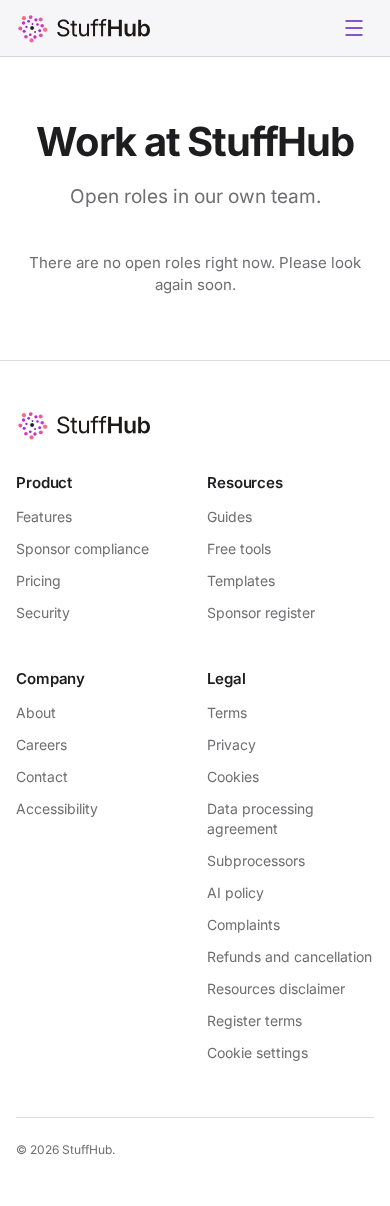 StuffHub
Work at StuffHub
Open roles in our own team.
There are no open roles right now. Please look
again soon.
StuffHub
Product
Features
Sponsor compliance
Pricing
Security
Resources
Guides
Free tools
Templates
Sponsor register
Company
About
Careers
Contact
Accessibility
Legal
Terms
Privacy
Cookies
Data processing
agreement
Subprocessors
AI policy
Complaints
Refunds and cancellation
Resources disclaimer
Register terms
Cookie settings
© 2026 StuffHub.